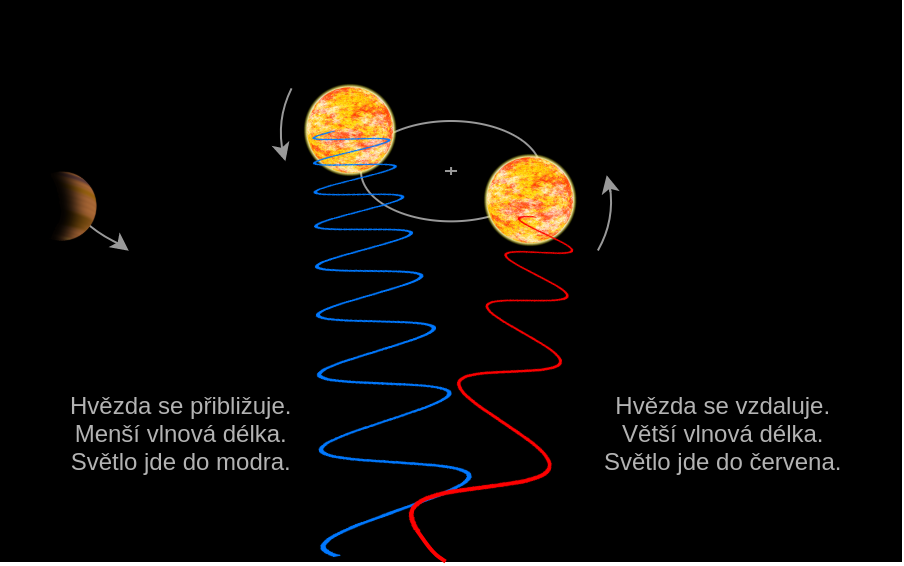 Hvězda se přibližuje.
Menší vlnová délka.
Světlo jde do modra.
Hvězda se vzdaluje.
Větší vlnová délka.
Světlo jde do červena.